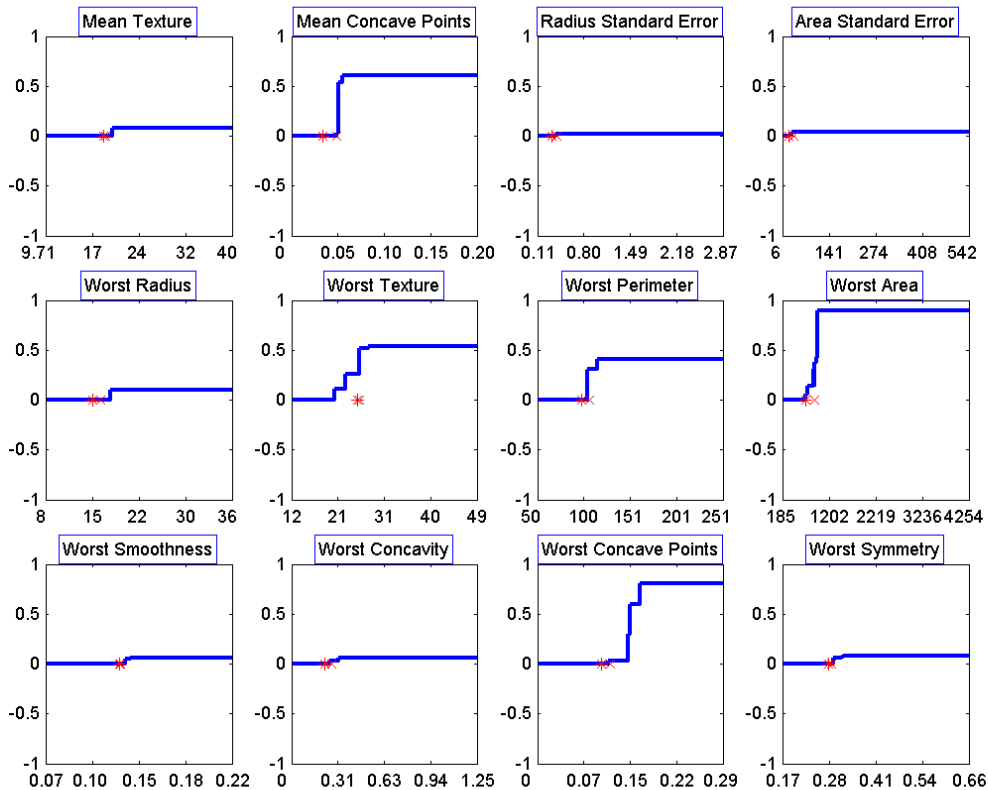 Mean Texture
1
0.5
0
-0.5
-1
9.71 17 24 32 40
Mean Concave Points
1
0.5
0
-0.5
-1
0 0.05 0.10 0.15 0.20
Radius Standard Error
1
0.5
0
-0.5
-1
0.11 0.80 1.49 2.18 2.87
Area Standard Error
1
0.5
0
-0.5
-1
6 141 274 408 542
Worst Radius
1
0.5
0
-0.5
-1
8 15 22 30 36
Worst Texture
1
0.5
0
-0.5
-1
12 21 31 40 49
Worst Perimeter
1
0.5
0
-0.5
-1
50 100 151 201 251
Worst Area
1
0.5
0
-0.5
-1
185 1202 2219 3236 4254
Worst Smoothness
1
0.5
0
-0.5
-1
0.07 0.10 0.15 0.18 0.22
Worst Concavity
1
0.5
0
-0.5
-1
0 0.31 0.63 0.94 1.25
Worst Concave Points
1
0.5
0
-0.5
-1
0 0.07 0.15 0.22 0.29
Worst Symmetry
1
0.5
0
-0.5
-1
0.17 0.28 0.41 0.54 0.66